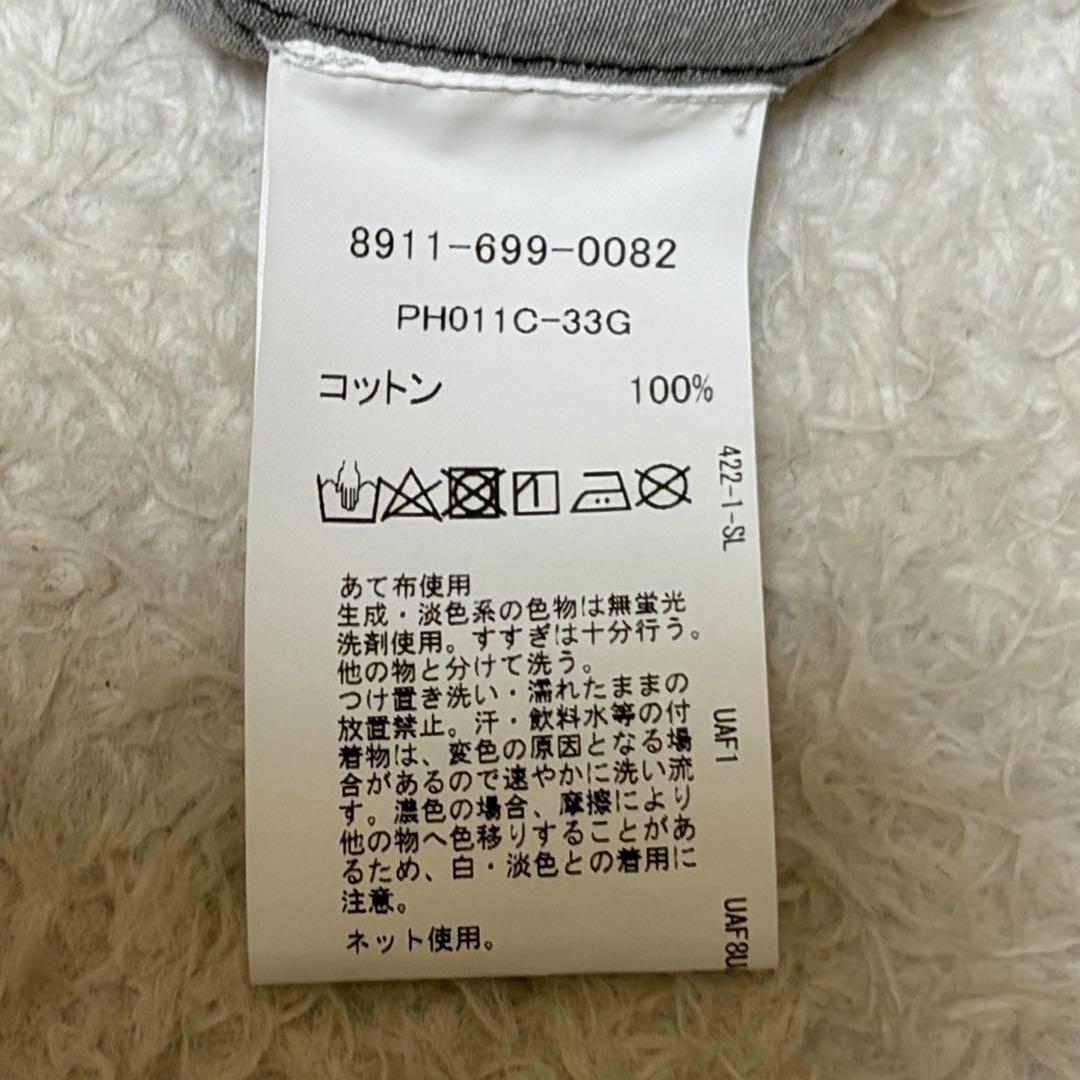 8911-699-0082
PH011C-33G
コットン 100%
422-1-SL
あて布使用
生成・淡色系の色物は無蛍光
洗剤使用。すすぎは十分行う。
他の物と分けて洗う。
つけ置き洗い・濡れたままの
放置禁止。汗・飲料水等の付
着物は、変色の原因となる場
合があるので速やかに洗い流
す。濃色の場合、摩擦により
他の物へ色移りすることがあ
るため、白・淡色との着用に
注意。
ネット使用。
UAF1
UAF8U